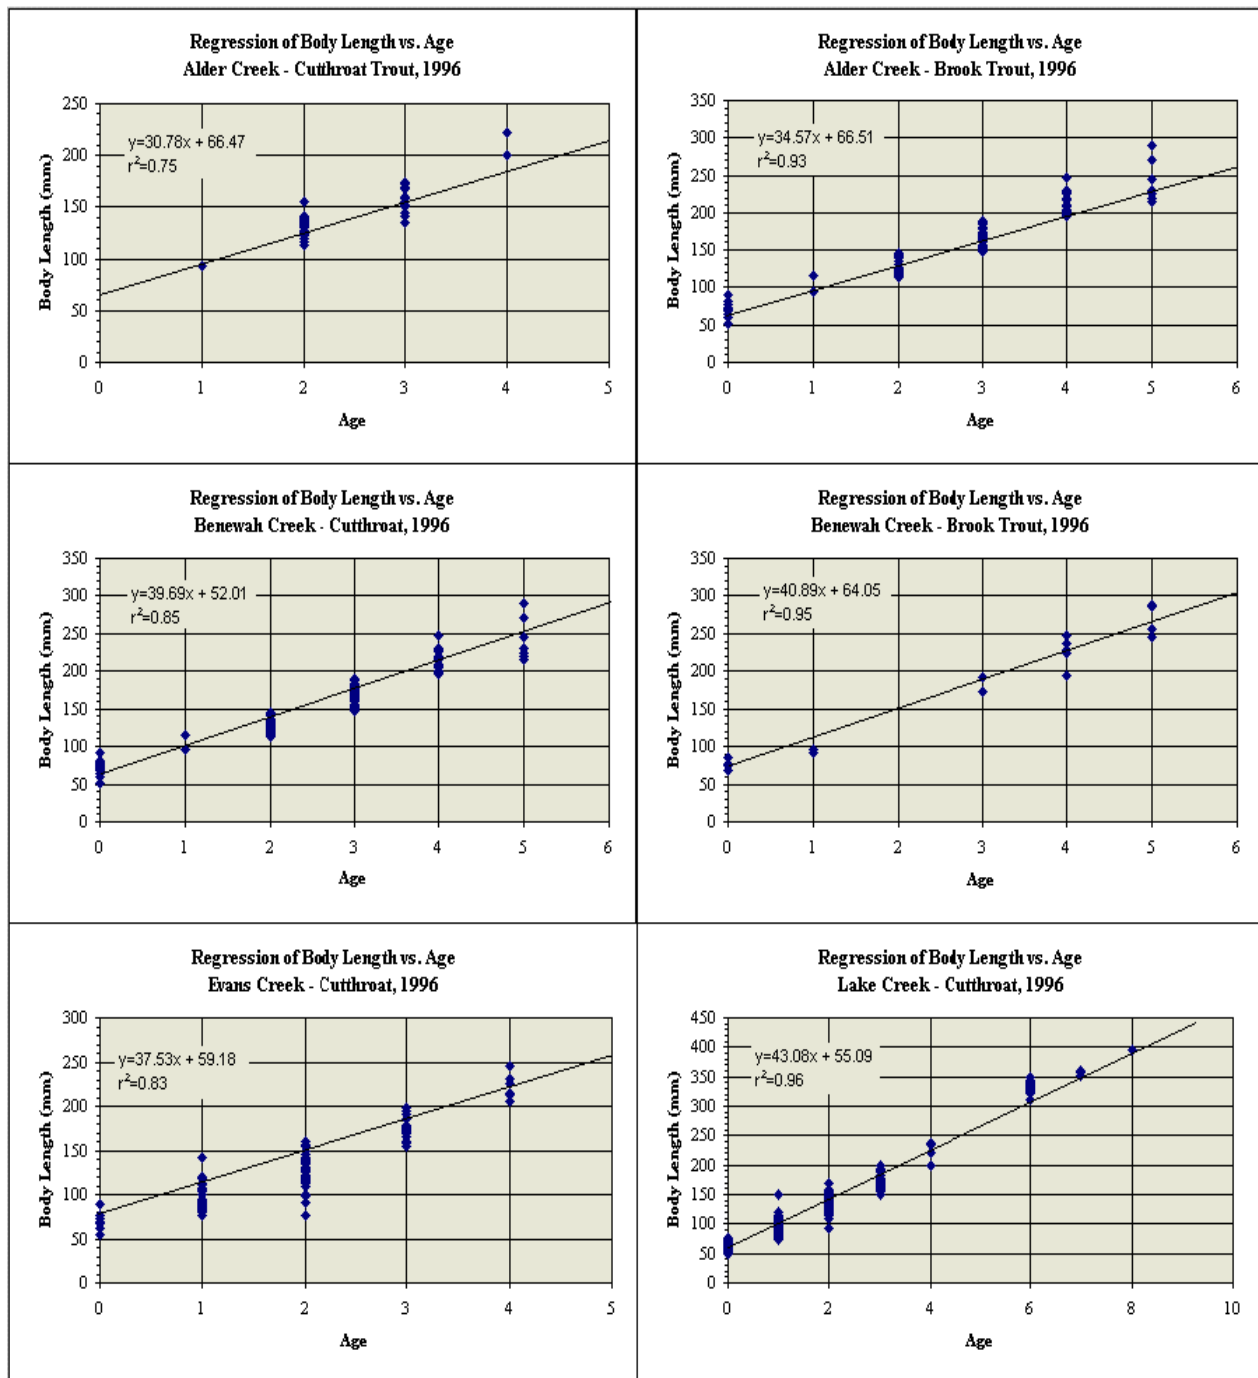 Regression of Body Length vs. Age
Alder Creek - Cutthroat Trout, 1996
y=30.78x + 66.47
r²=0.75
Body Length (mm)
250
200
150
100
50
0
0 1 2 3 4 5
Age
Regression of Body Length vs. Age
Alder Creek - Brook Trout, 1996
y=34.57x + 66.51
r²=0.93
Body Length (mm)
350
300
250
200
150
100
50
0
0 1 2 3 4 5 6
Age
Regression of Body Length vs. Age
Benewah Creek - Cutthroat, 1996
y=39.69x + 52.01
r²=0.85
Body Length (mm)
350
300
250
200
150
100
50
0
0 1 2 3 4 5 6
Age
Regression of Body Length vs. Age
Benewah Creek - Brook Trout, 1996
y=40.89x + 64.05
r²=0.95
Body Length (mm)
350
300
250
200
150
100
50
0
0 1 2 3 4 5 6
Age
Regression of Body Length vs. Age
Evans Creek - Cutthroat, 1996
y=37.53x + 59.18
r²=0.83
Body Length (mm)
300
250
200
150
100
50
0
0 1 2 3 4 5
Age
Regression of Body Length vs. Age
Lake Creek - Cutthroat, 1996
y=43.08x + 55.09
r²=0.96
Body Length (mm)
450
400
350
300
250
200
150
100
50
0
0 2 4 6 8 10
Age